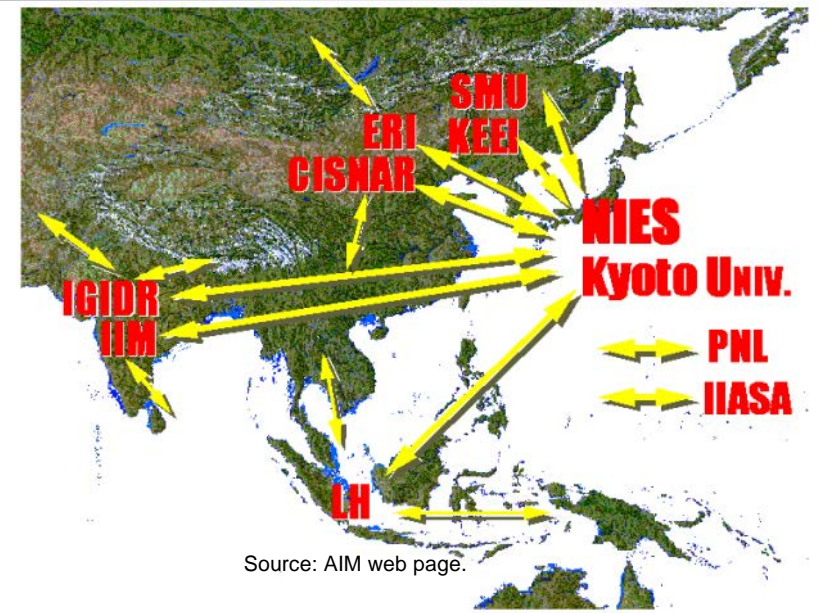 SMU
KEEI
ERI
CISNAR
NIES
Kyoto UNIV.
IGIDR
IIM
PNL
IIASA
LH
Source: AIM web page.